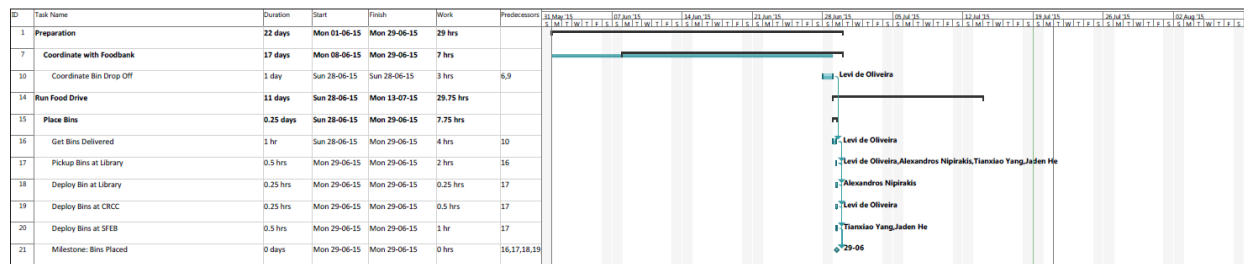 ID Task Name Duration Start Finish Work Predecessors 31 May '15 07 Jun '15 14 Jun '15 21 Jun '15 28 Jun '15 05 Jul '15 12 Jul '15 19 Jul '15 26 Jul '15 02 Aug '15
S M T W T F S S M T W T F S S M T W T F S S M T W T F S S M T W T F S S M T W T F S S M T W T F S S M T W T F S S M T W T F S S M T W T F S
1 Preparation 22 days Mon 01-06-15 Mon 29-06-15 29 hrs
7 Coordinate with Foodbank 17 days Mon 08-06-15 Mon 29-06-15 7 hrs
10 Coordinate Bin Drop Off 1 day Sun 28-06-15 Sun 28-06-15 3 hrs 6,9 Levi de Oliveira
14 Run Food Drive 11 days Sun 28-06-15 Mon 13-07-15 29.75 hrs
15 Place Bins 0.25 days Sun 28-06-15 Mon 29-06-15 7.75 hrs
16 Get Bins Delivered 1 hr Sun 28-06-15 Mon 29-06-15 4 hrs 10 Levi de Oliveira
17 Pickup Bins at Library 0.5 hrs Mon 29-06-15 Mon 29-06-15 2 hrs 16 Levi de Oliveira,Alexandros Nipirakis,Tianxiao Yang,Jaden He
18 Deploy Bin at Library 0.25 hrs Mon 29-06-15 Mon 29-06-15 0.25 hrs 17 Alexandros Nipirakis
19 Deploy Bins at CRCC 0.25 hrs Mon 29-06-15 Mon 29-06-15 0.5 hrs 17 Levi de Oliveira
20 Deploy Bins at SFEB 0.5 hrs Mon 29-06-15 Mon 29-06-15 1 hr 17 Tianxiao Yang,Jaden He
21 Milestone: Bins Placed 0 days Mon 29-06-15 Mon 29-06-15 0 hrs 16,17,18,19 29-06